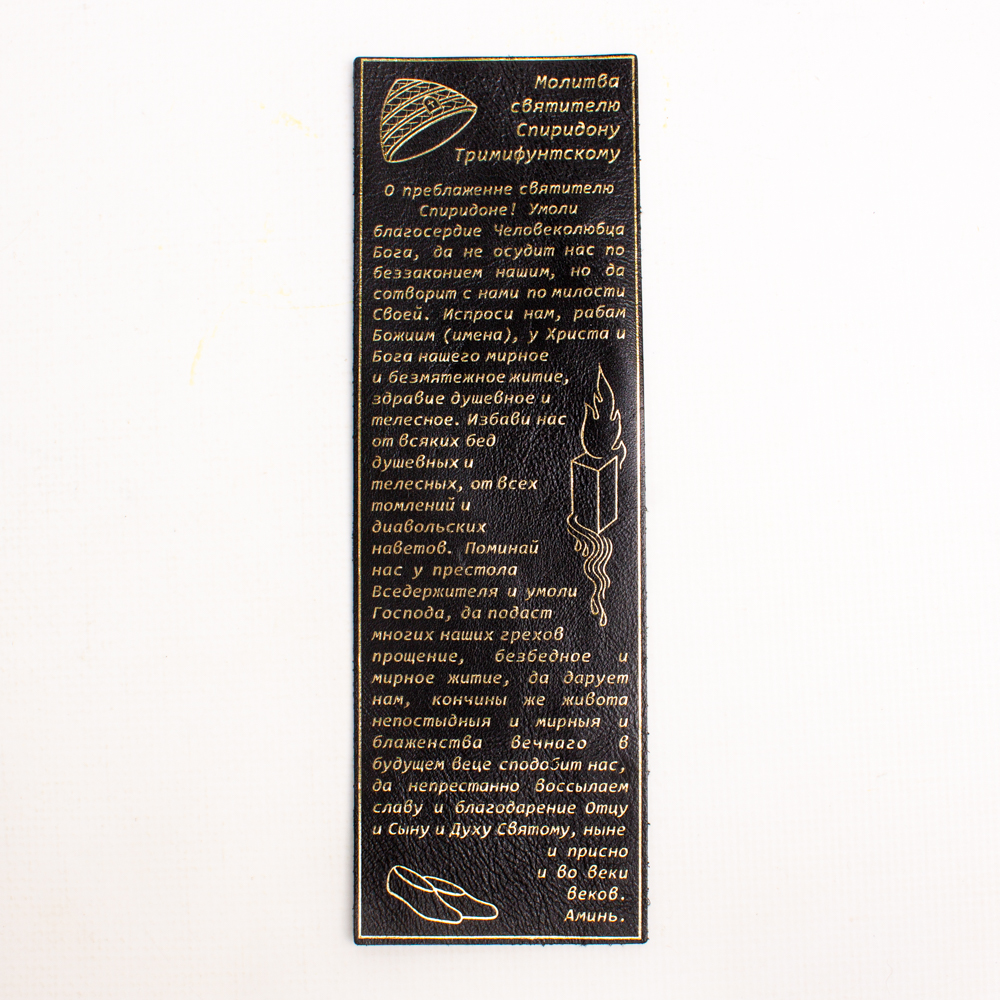 Молитва
святителю
Спиридону
Тримифунтскому
О преблаженне святителю
Спиридоне! Умоли
благосердие Человеколюбца
Бога, да не осудит нас по
беззаконием нашим, но да
сотворит с нами по милости
Своей. Испроси нам, рабам
Божиим (имена), у Христа и
Бога нашего мирное
и безмятежное житие,
здравие душевное и
телесное. Избави нас
от всяких бед
душевных и
телесных, от всех
томлений и
диавольских
наветов. Поминай
нас у престола
Вседержителя и умоли
Господа, да подаст
многих наших грехов
прощение, безбедное и
мирное житие, да дарует
нам, кончины же живота
непостыдныя и мирныя и
блаженства вечнаго в
будущем веце сподобит нас,
да непрестанно воссылаем
славу и благодарение Отцу
и Сыну и Духу Святому, ныне
и присно
и во веки
веков.
Аминь.